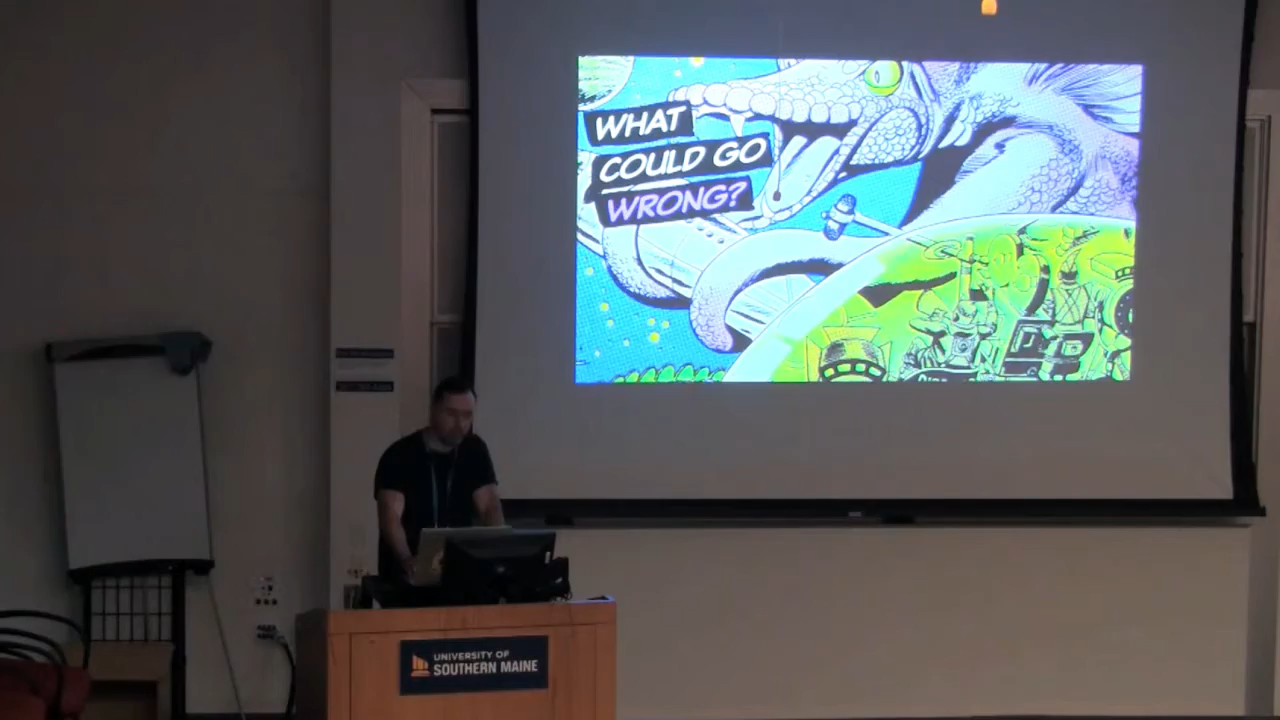 WHAT
COULD GO
WRONG?
UNIVERSITY OF
SOUTHERN MAINE